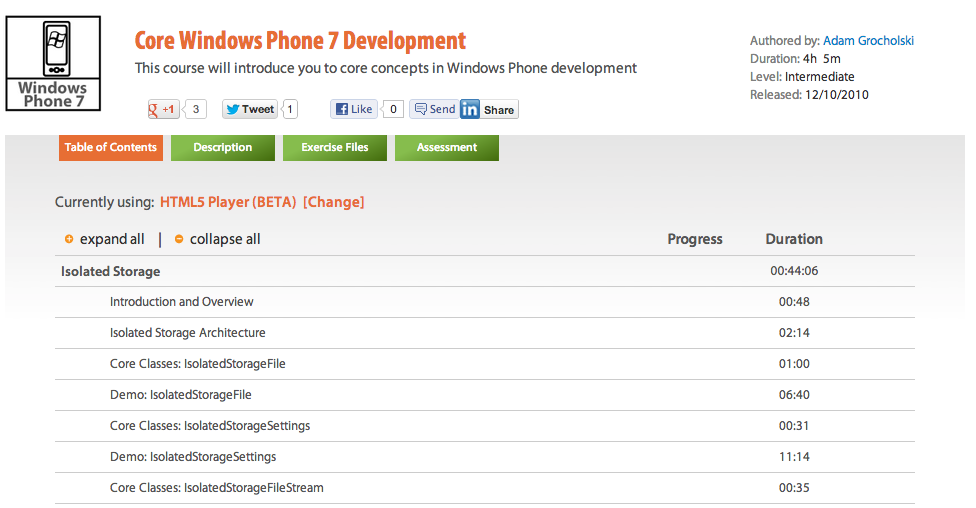 Windows
Phone 7
Core Windows Phone 7 Development
This course will introduce you to core concepts in Windows Phone development
g +1 3 Tweet 1 Like 0 Send in Share
Authored by: Adam Grocholski
Duration: 4h 5m
Level: Intermediate
Released: 12/10/2010
Table of Contents Description Exercise Files Assessment
Currently using: HTML5 Player (BETA) [Change]
expand all | collapse all Progress Duration
Isolated Storage 00:44:06
Introduction and Overview 00:48
Isolated Storage Architecture 02:14
Core Classes: IsolatedStorageFile 01:00
Demo: IsolatedStorageFile 06:40
Core Classes: IsolatedStorageSettings 00:31
Demo: IsolatedStorageSettings 11:14
Core Classes: IsolatedStorageFileStream 00:35